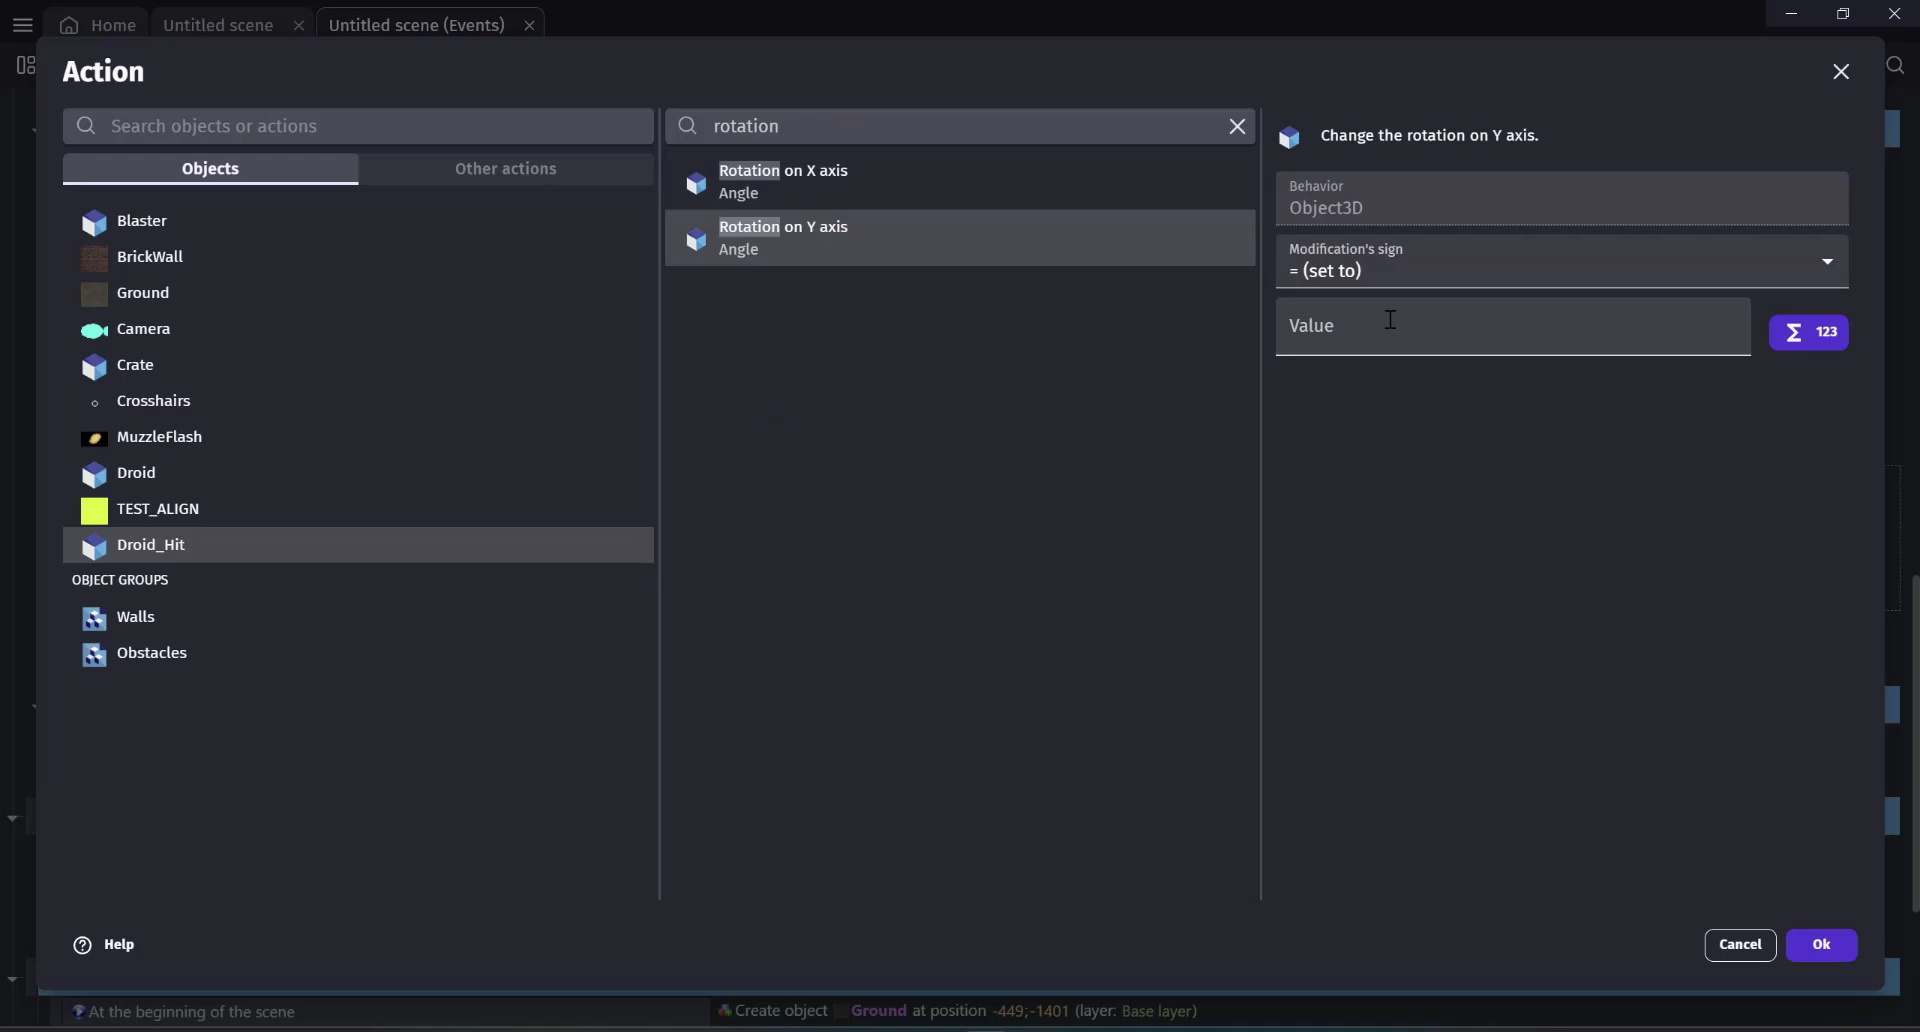 Home
Untitled scene
Untitled scene (Events)
Action
Search objects or actions
Objects
Other actions
Blaster
BrickWall
Ground
Camera
Crate
Crosshairs
MuzzleFlash
Droid
TEST_ALIGN
Droid_Hit
OBJECT GROUPS
Walls
Obstacles
rotation
Rotation on X axis
Angle
Rotation on Y axis
Angle
Change the rotation on Y axis.
Behavior
Object3D
Modification's sign
= (set to)
Value
Σ 123
Help
Cancel
Ok
At the beginning of the scene
Create object Ground at position -449;-1401 (layer: Base layer)